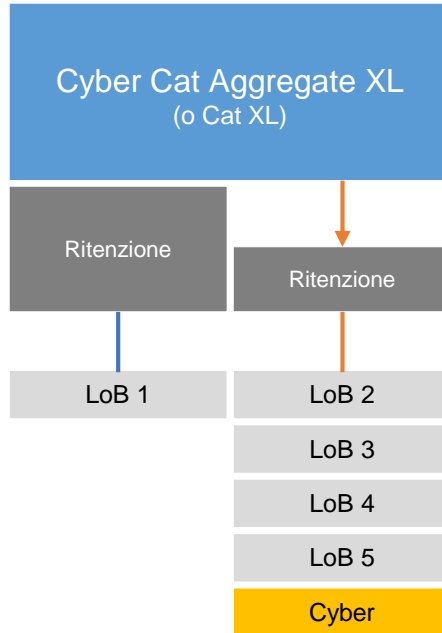 Cyber Cat Aggregate XL
(o Cat XL)
Ritenzione
Ritenzione
LoB 1
LoB 2
LoB 3
LoB 4
LoB 5
Cyber